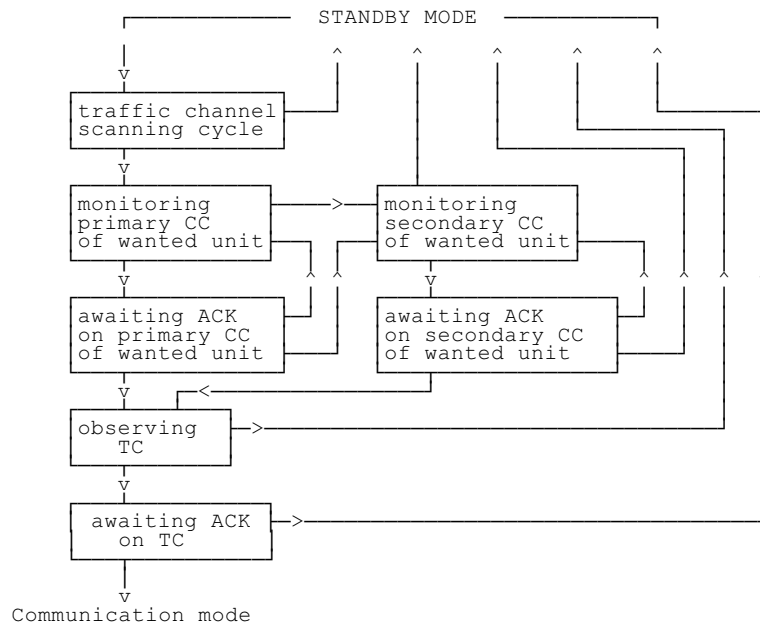 STANDBY MODE
traffic channel
scanning cycle
monitoring
primary CC
of wanted unit
monitoring
secondary CC
of wanted unit
awaiting ACK
on primary CC
of wanted unit
awaiting ACK
on secondary CC
of wanted unit
observing
TC
awaiting ACK
on TC
Communication mode